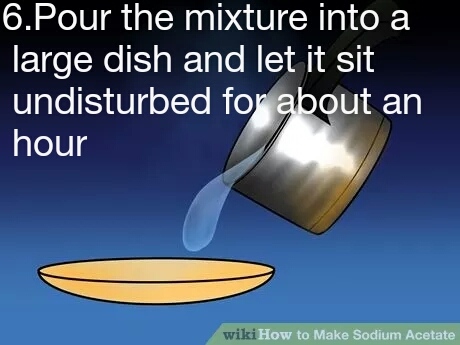 6.Pour the mixture into a
large dish and let it sit
undisturbed for about an
hour
wikiHow to Make Sodium Acetate